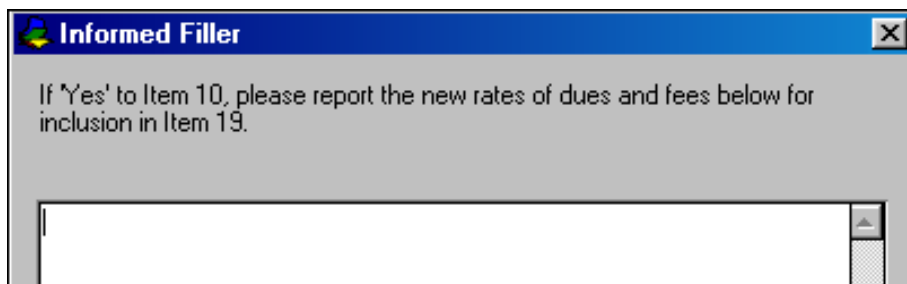 Informed Filler
If 'Yes' to Item 10, please report the new rates of dues and fees below for
inclusion in Item 19.